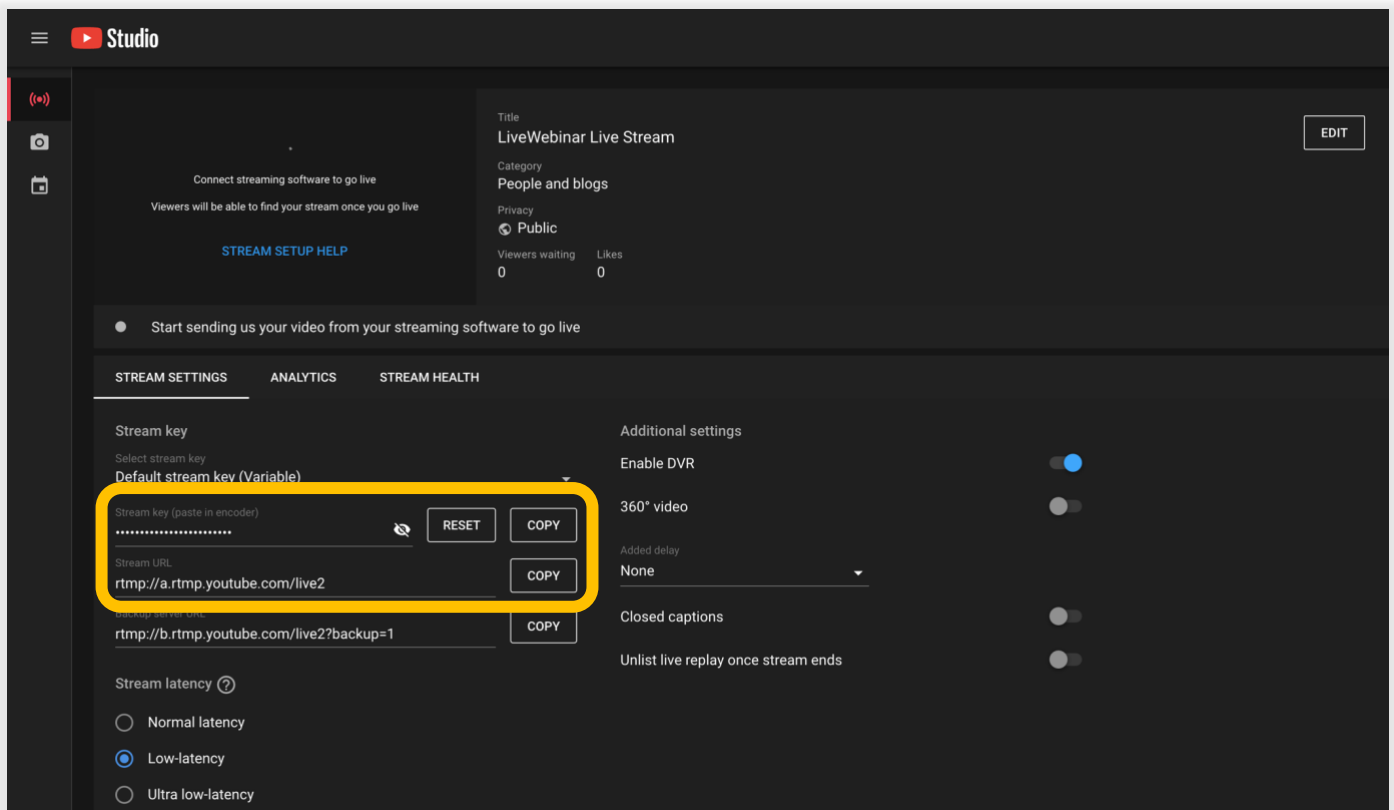 Studio
Connect streaming software to go live
Viewers will be able to find your stream once you go live
STREAM SETUP HELP
Title
LiveWebinar Live Stream
EDIT
Category
People and blogs
Privacy
Public
Viewers waiting Likes
0 0
Start sending us your video from your streaming software to go live
STREAM SETTINGS ANALYTICS STREAM HEALTH
Stream key
Select stream key
Default stream key (Variable)
Stream key (paste in encoder)
•••••••••••••••••••••••• RESET COPY
Stream URL
rtmp://a.rtmp.youtube.com/live2 COPY
Backup server URL
rtmp://b.rtmp.youtube.com/live2?backup=1 COPY
Stream latency ?
Normal latency
Low-latency
Ultra low-latency
Additional settings
Enable DVR
360° video
Added delay
None
Closed captions
Unlist live replay once stream ends